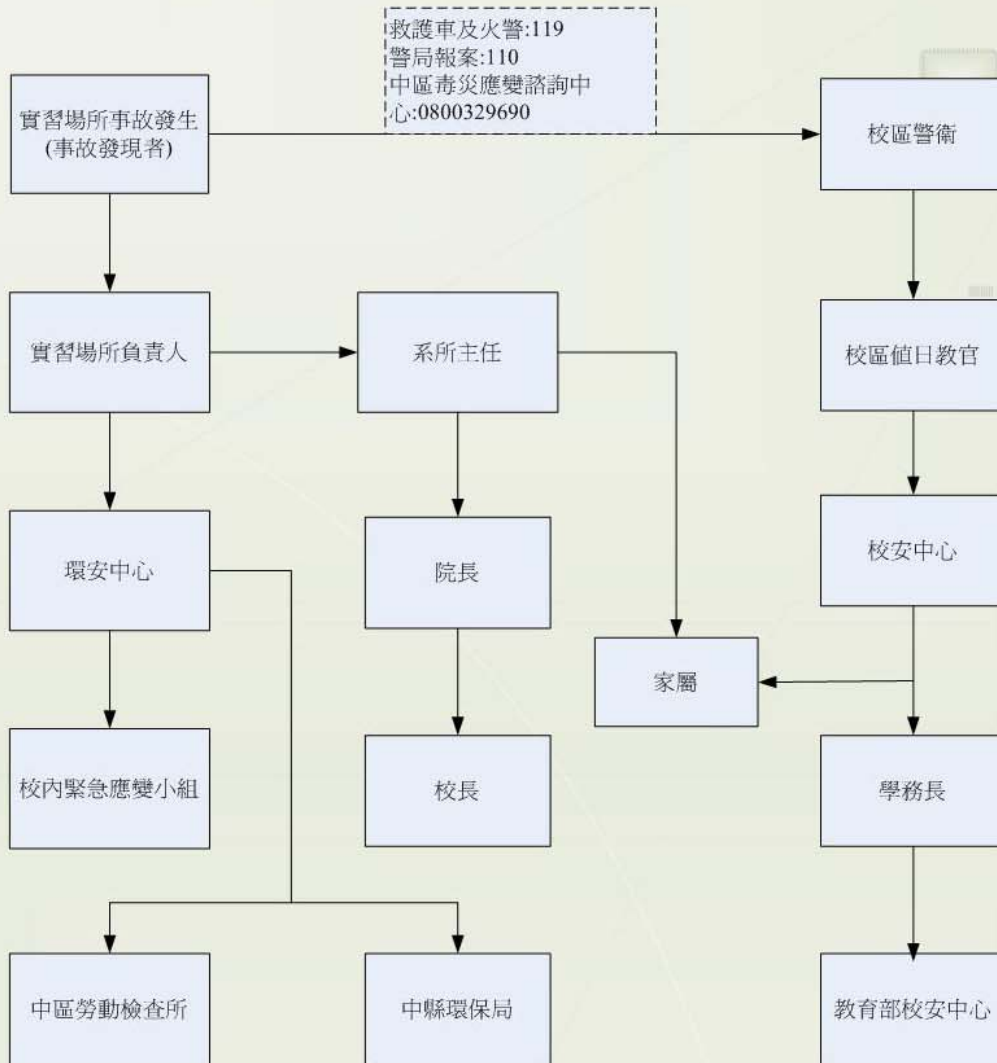 救護車及火警:119
警局報案:110
中區毒災應變諮詢中
心:0800329690
實習場所事故發生
(事故發現者)
校區警衛
實習場所負責人
系所主任
校區值日教官
環安中心
院長
校安中心
家屬
校內緊急應變小組
校長
學務長
中區勞動檢查所
中縣環保局
教育部校安中心